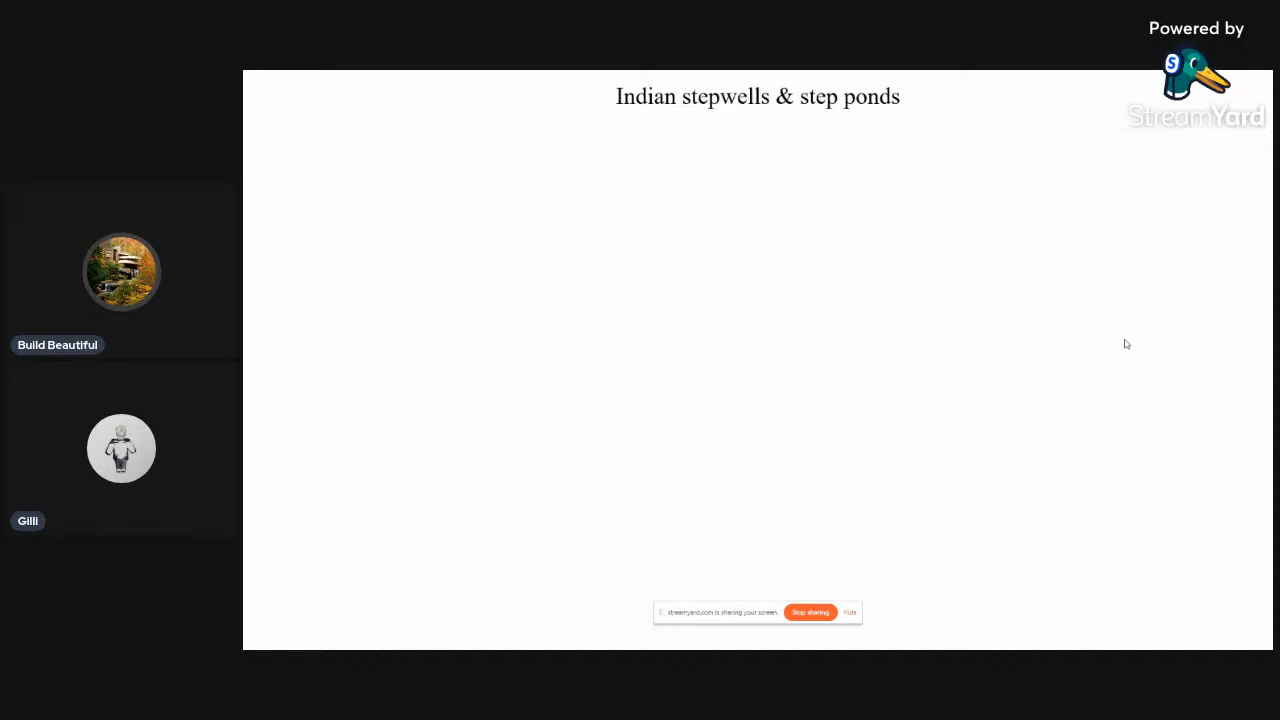 Powered by
StreamYard
Indian stepwells & step ponds
Build Beautiful
Gilli
streamyard.com is sharing your screen.
Stop sharing
Hide